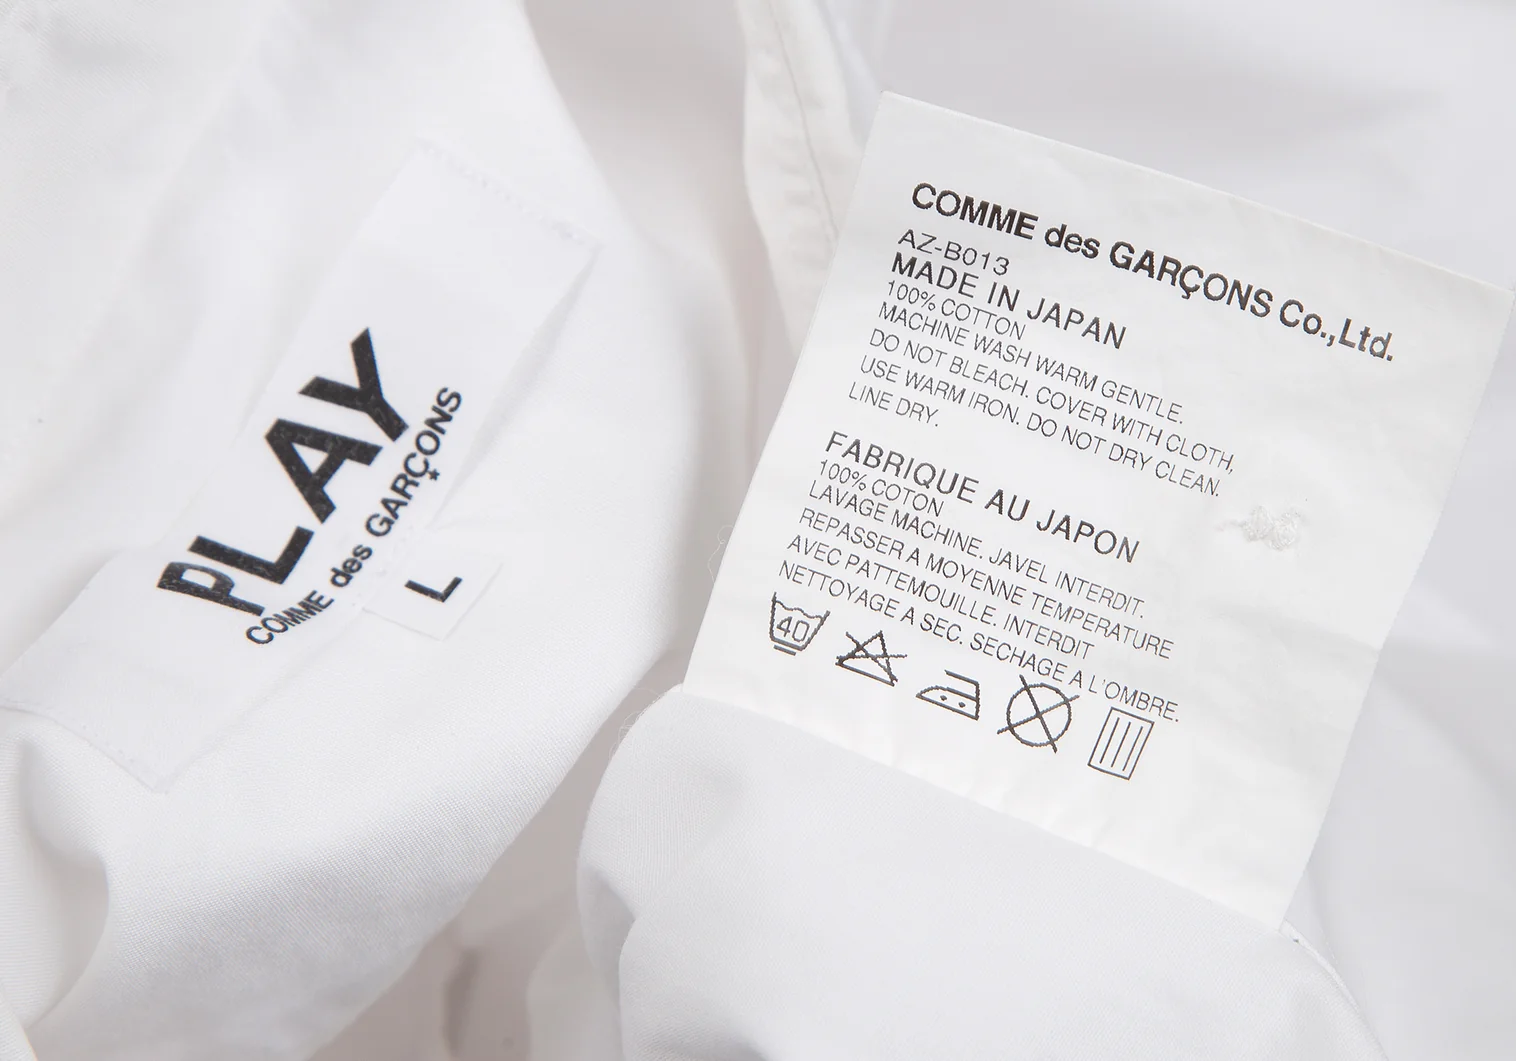 PLAY
COMME des GARÇONS
L
COMME des GARÇONS Co.,Ltd.
AZ-B013
MADE IN JAPAN
100% COTTON
MACHINE WASH WARM GENTLE.
DO NOT BLEACH. COVER WITH CLOTH,
USE WARM IRON. DO NOT DRY CLEAN.
LINE DRY.
FABRIQUE AU JAPON
100% COTON
LAVAGE MACHINE. JAVEL INTERDIT.
REPASSER A MOYENNE TEMPERATURE
AVEC PATTEMOUILLE. INTERDIT
NETTOYAGE A SEC. SECHAGE A L'OMBRE.
40